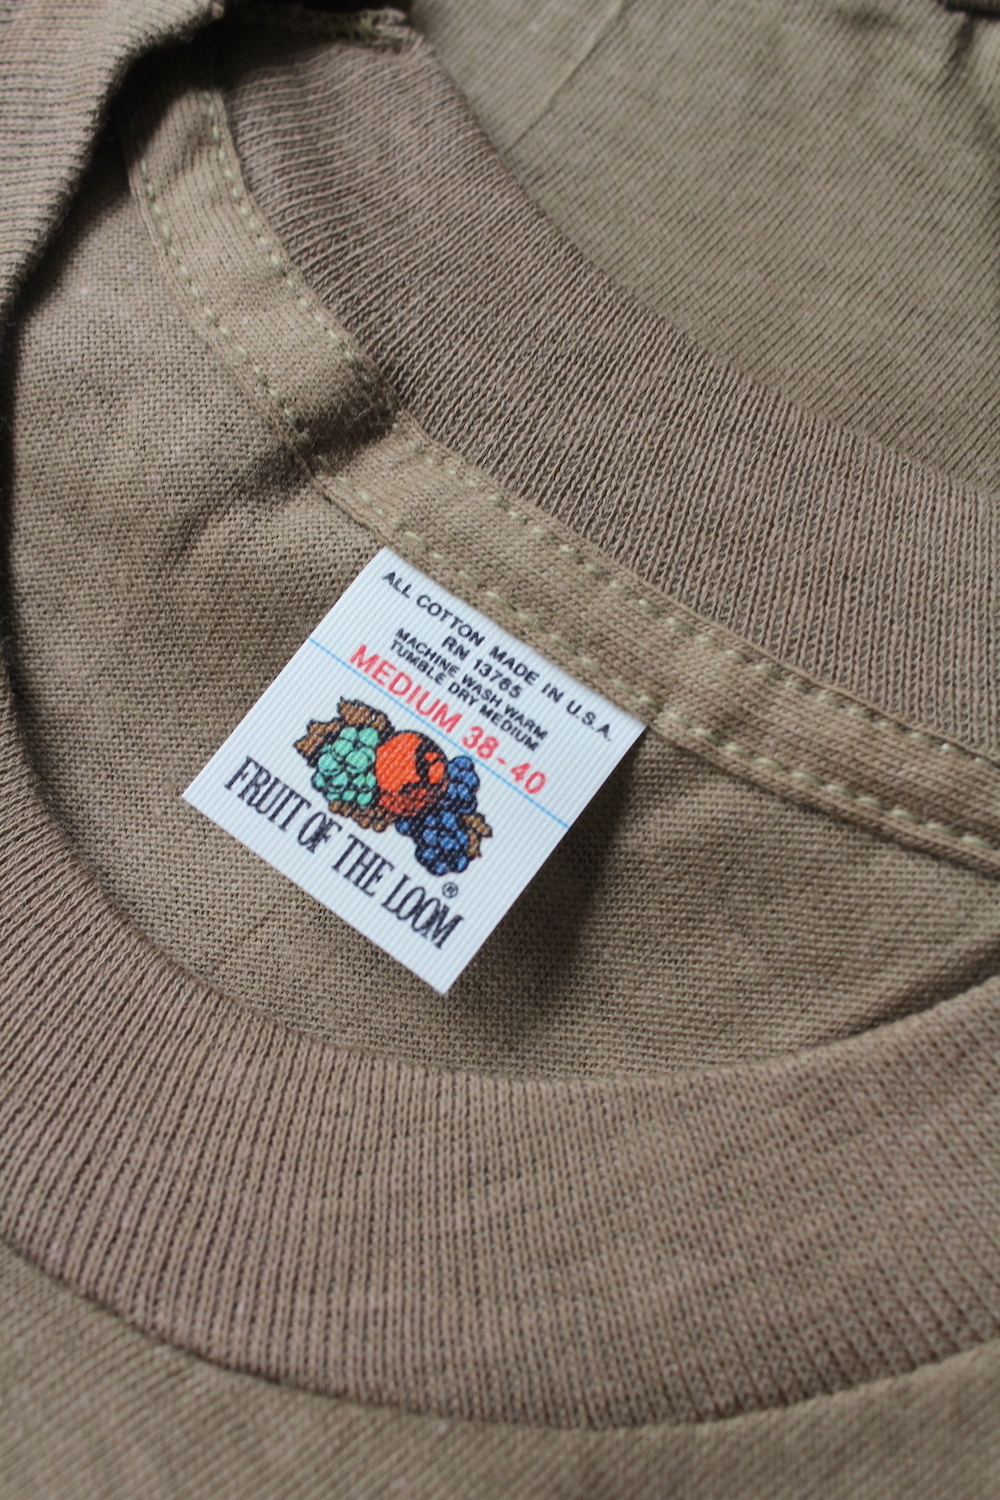 ALL COTTON MADE IN U.S.A.
RN 13765
MACHINE WASH WARM
TUMBLE DRY MEDIUM
MEDIUM 38-40
FRUIT OF THE LOOM®